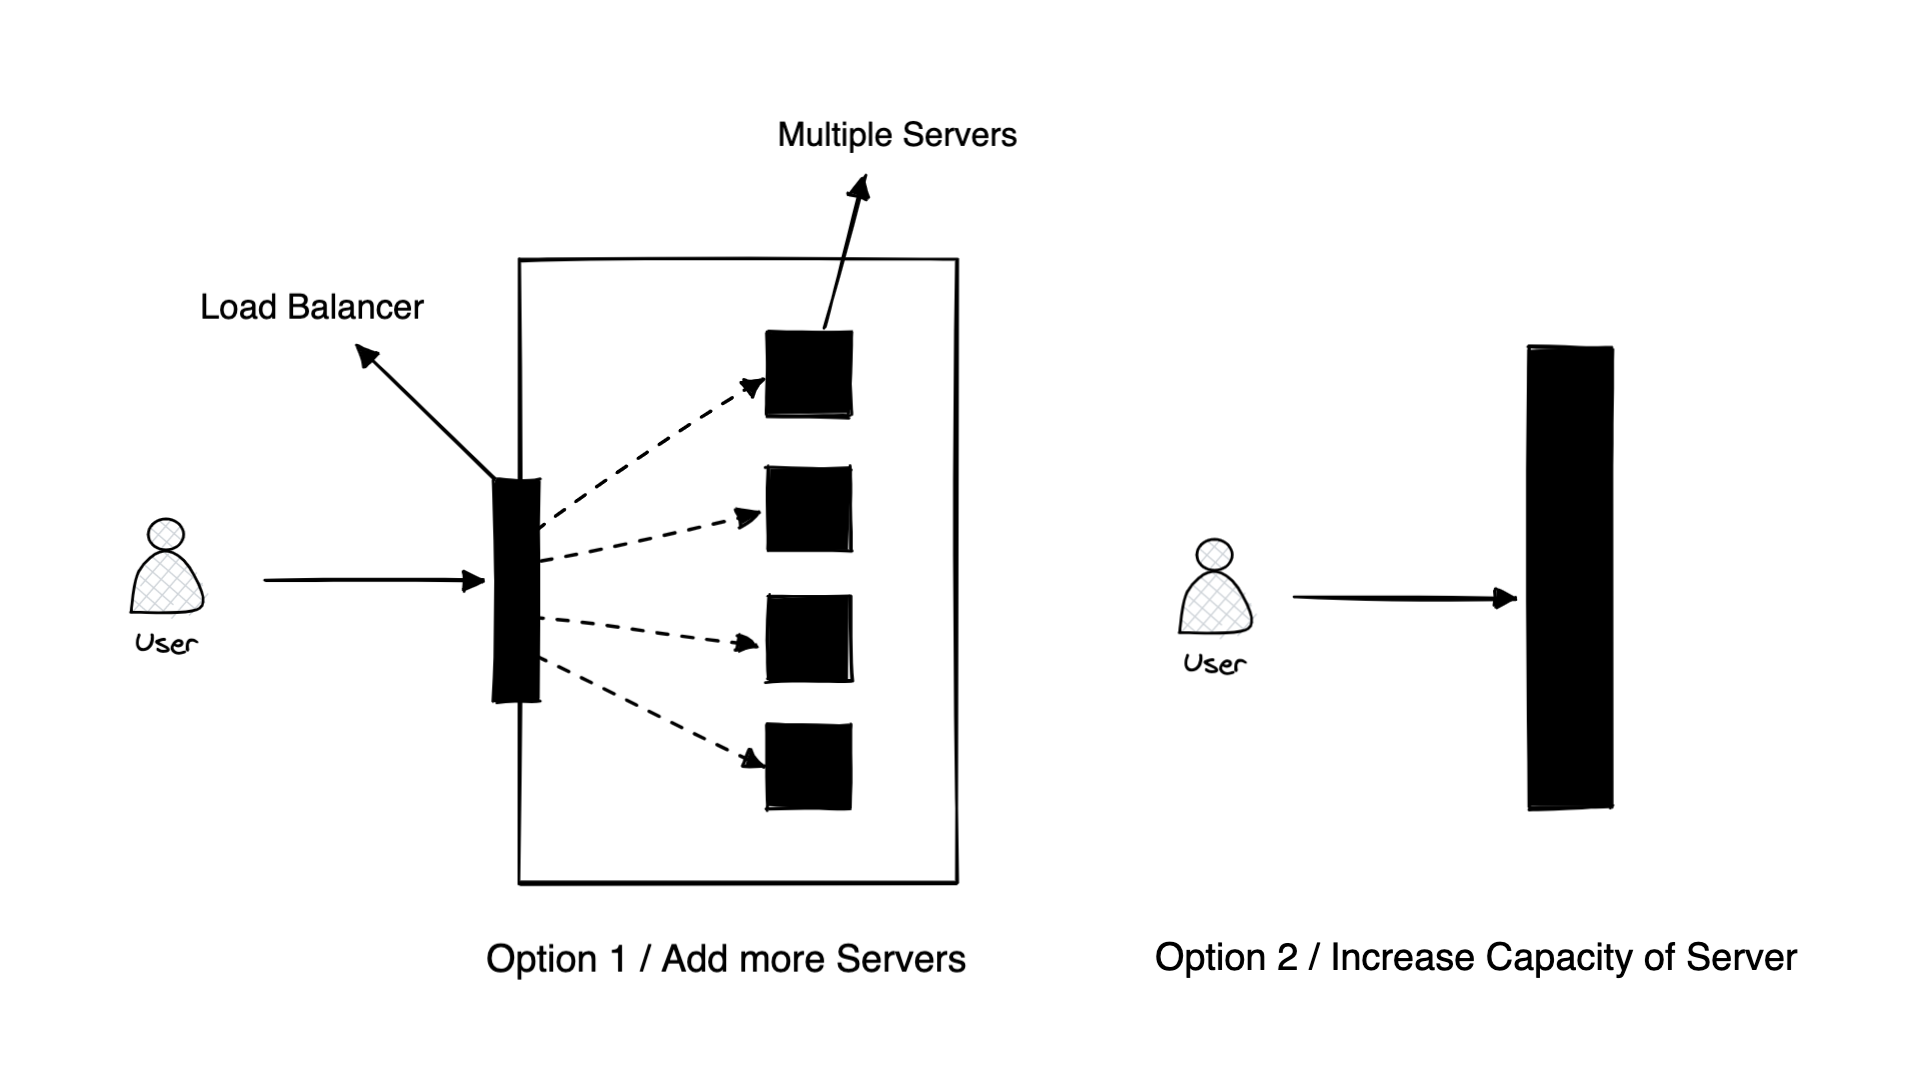 Multiple Servers
Load Balancer
User
User
Option 1 / Add more Servers
Option 2 / Increase Capacity of Server